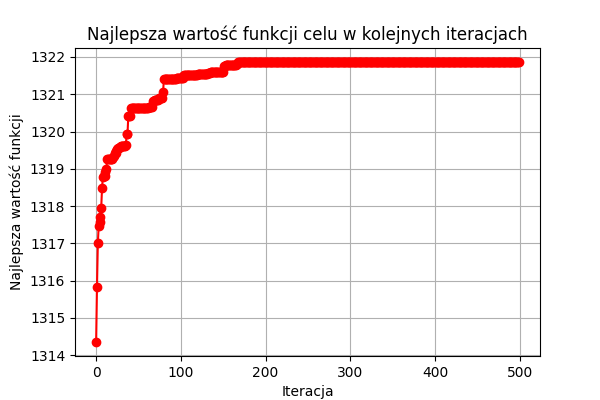 Najlepsza wartość funkcji celu w kolejnych iteracjach
Najlepsza wartość funkcji
1322
1321
1320
1319
1318
1317
1316
1315
1314
0 100 200 300 400 500
Iteracja